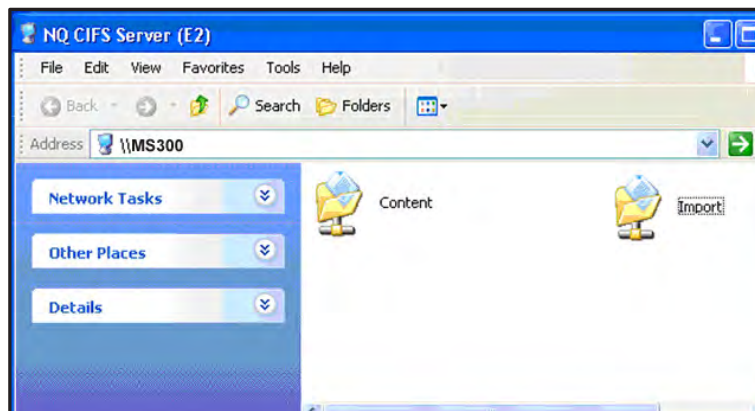 NQ CIFS Server (E2)
File Edit View Favorites Tools Help
Back Search Folders
Address \\MS300
Network Tasks
Content
Import
Other Places
Details